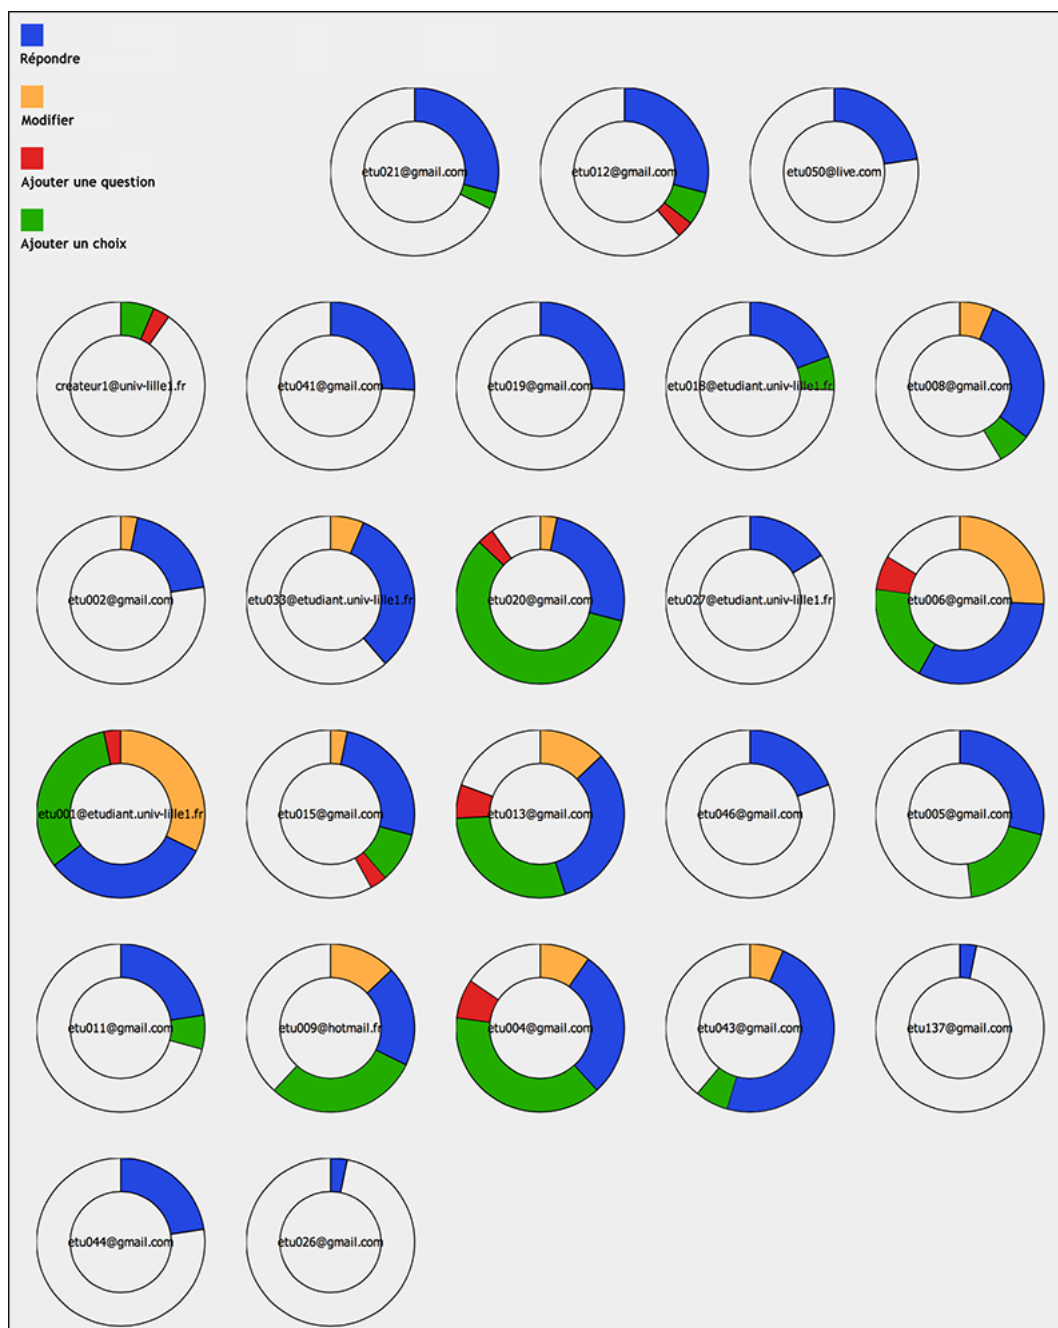 Répondre
Modifier
Ajouter une question
Ajouter un choix
etu021@gmail.com
etu012@gmail.com
etu050@live.com
createur1@univ-lille1.fr
etu041@gmail.com
etu019@gmail.com
etu018@etudiant.univ-lille1.fr
etu008@gmail.com
etu002@gmail.com
etu033@etudiant.univ-lille1.fr
etu020@gmail.com
etu027@etudiant.univ-lille1.fr
etu006@gmail.com
etu001@etudiant.univ-lille1.fr
etu015@gmail.com
etu013@gmail.com
etu046@gmail.com
etu005@gmail.com
etu011@gmail.com
etu009@hotmail.fr
etu004@gmail.com
etu043@gmail.com
etu137@gmail.com
etu044@gmail.com
etu026@gmail.com